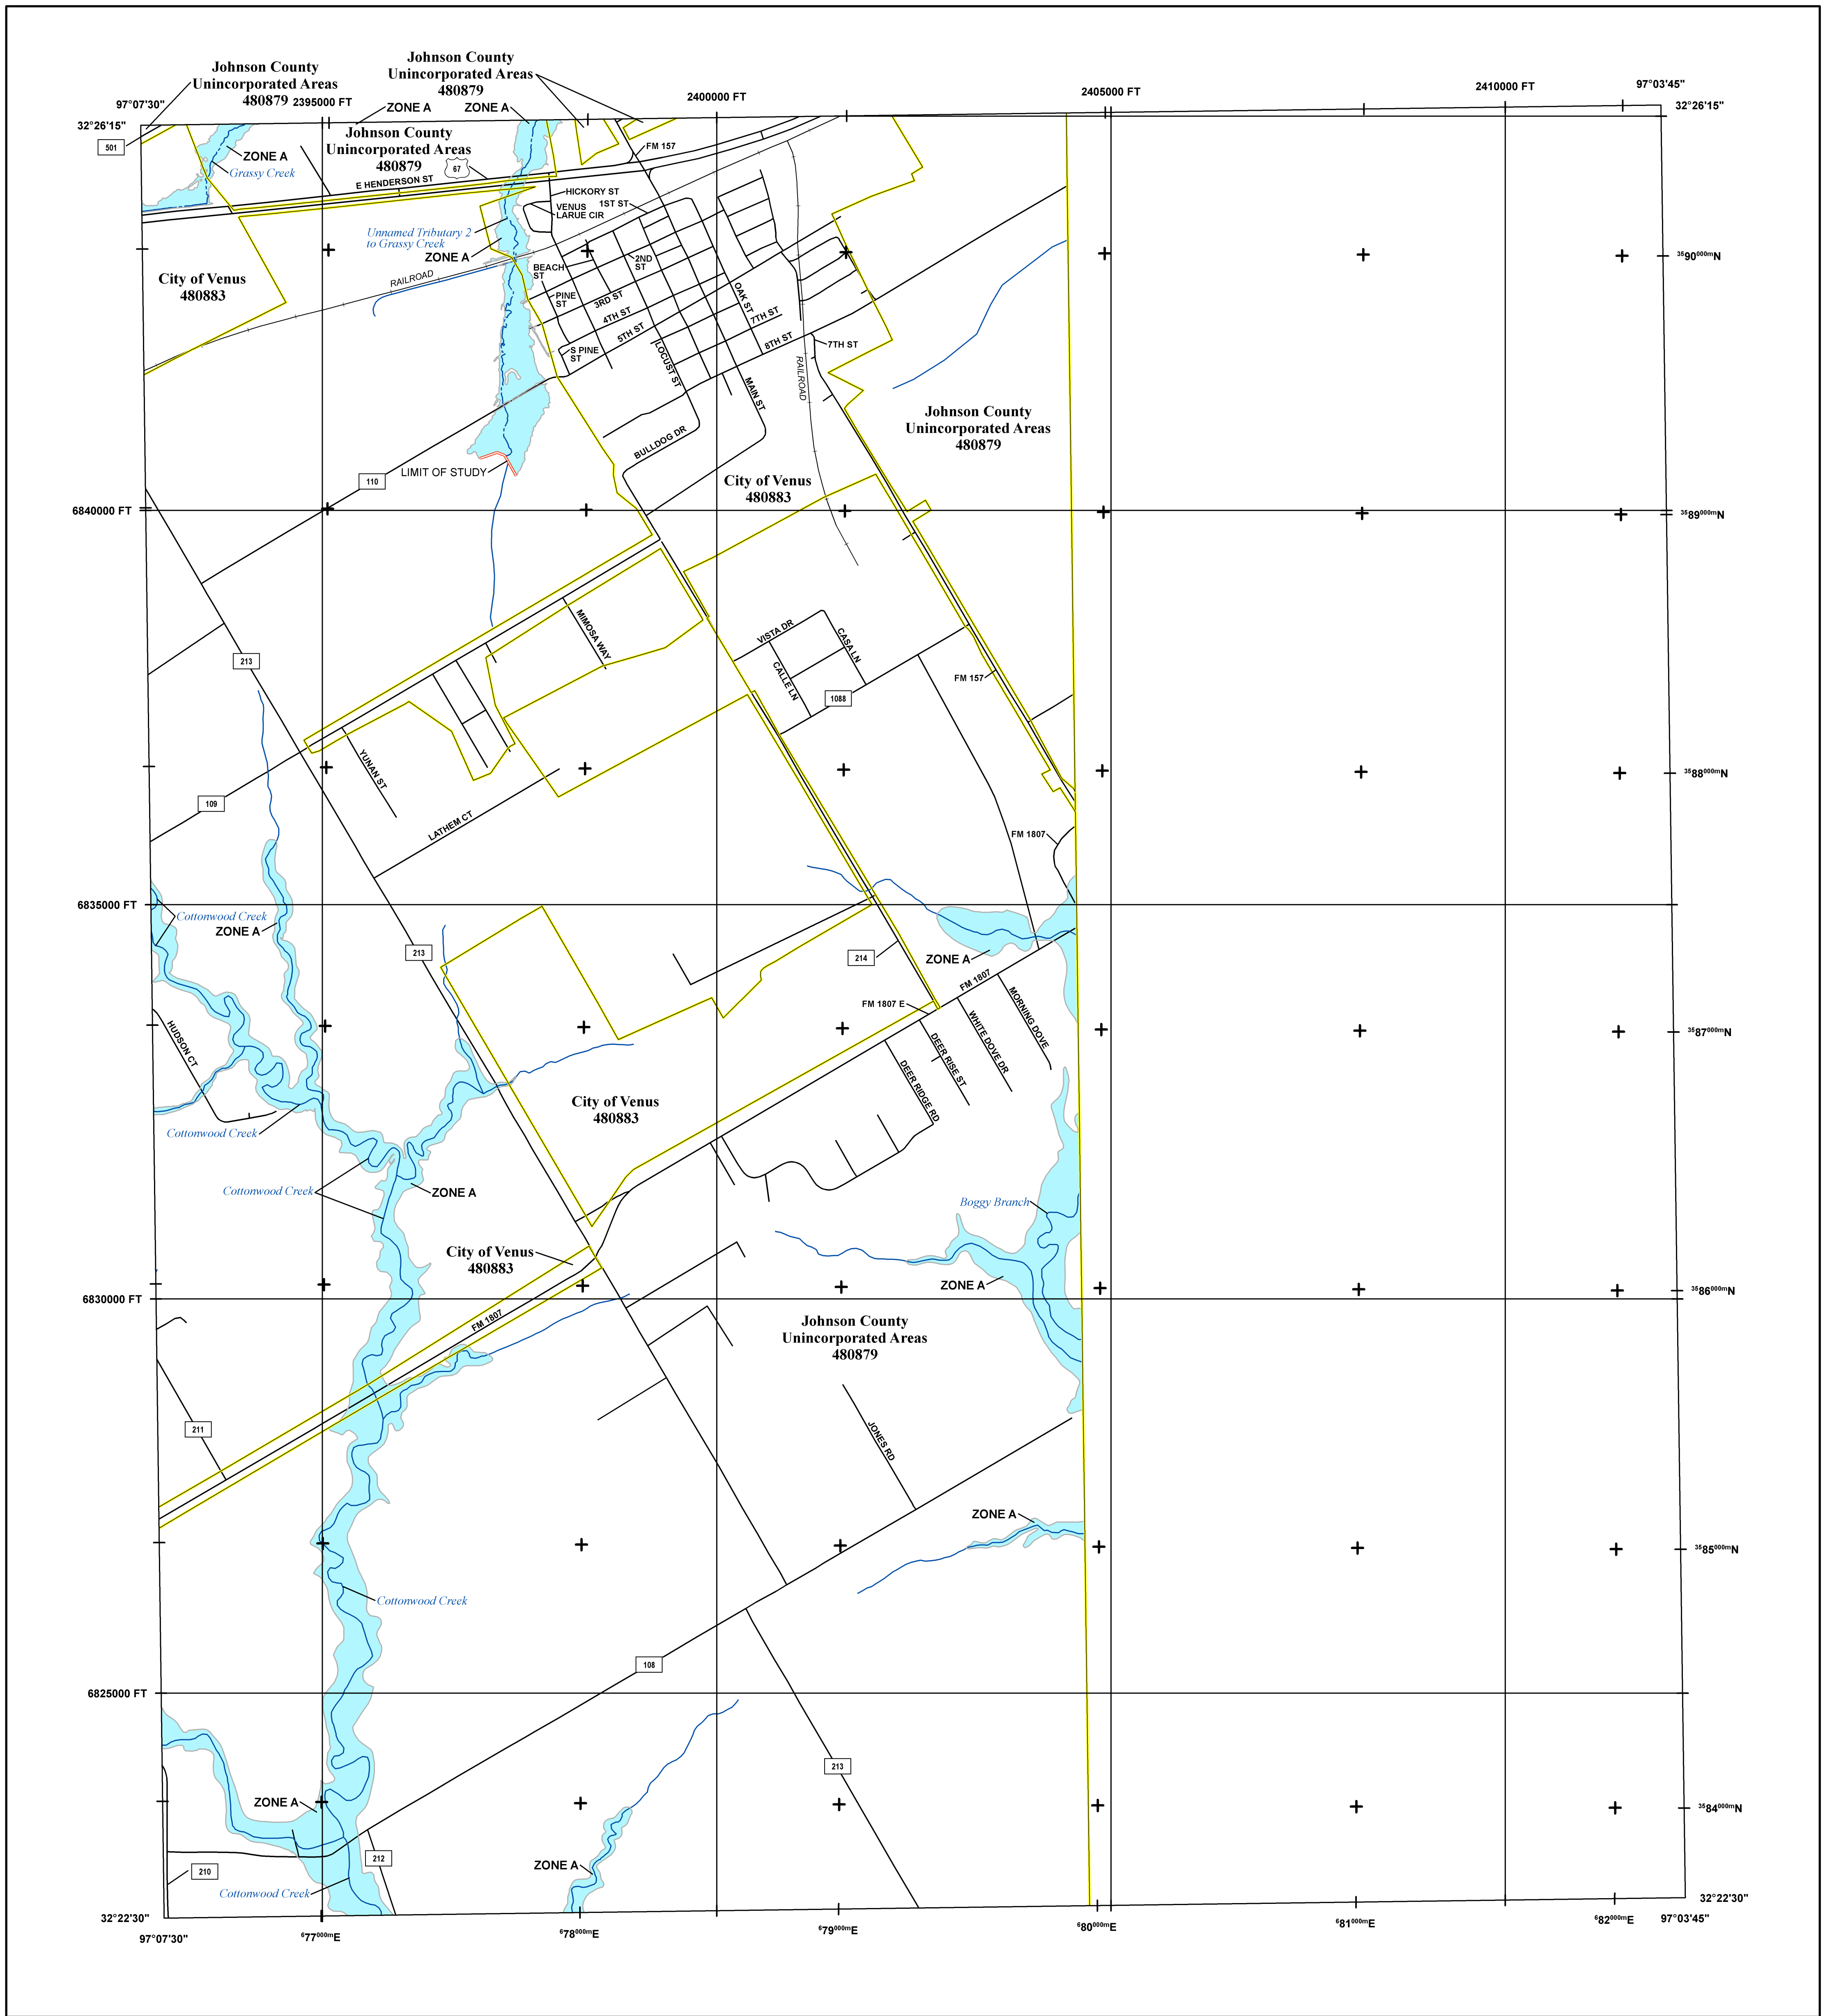 Johnson County
Unincorporated Areas
480879
Johnson County
Unincorporated Areas
480879
97°07'30"
2395000 FT
ZONE A
ZONE A
2400000 FT
2405000 FT
2410000 FT
97°03'45"
32°26'15"
32°26'15"
501
ZONE A
Grassy Creek
Johnson County
Unincorporated Areas
480879
67
E HENDERSON ST
FM 157
HICKORY ST
VENUS
LARUE CIR
1ST ST
Unnamed Tributary 2
to Grassy Creek
ZONE A
RAILROAD
BEACH
ST
2ND
ST
PINE
ST
3RD ST
4TH ST
5TH ST
OAK ST
7TH ST
8TH ST
7TH ST
S PINE
ST
LOCUST ST
MAIN ST
RAILROAD
City of Venus
480883
3590000mN
Johnson County
Unincorporated Areas
480879
BULLDOG DR
LIMIT OF STUDY
110
City of Venus
480883
6840000 FT
3589000mN
MIMOSA WAY
VISTA DR
CASA LN
CALLE LN
213
1088
FM 157
YUNAN ST
3588000mN
109
LATHEM CT
FM 1807
6835000 FT
Cottonwood Creek
ZONE A
213
214
ZONE A
FM 1807
FM 1807 E
MORNING DOVE
WHITE DOVE DR
DEER RISE ST
DEER RIDGE RD
HUDSON CT
3587000mN
City of Venus
480883
Cottonwood Creek
Cottonwood Creek
ZONE A
Boggy Branch
City of Venus
480883
ZONE A
6830000 FT
3586000mN
FM 1807
Johnson County
Unincorporated Areas
480879
211
JONES RD
ZONE A
3585000mN
Cottonwood Creek
108
6825000 FT
213
ZONE A
3584000mN
212
210
ZONE A
Cottonwood Creek
32°22'30"
32°22'30"
97°07'30"
677000mE
678000mE
679000mE
680000mE
681000mE
682000mE
97°03'45"